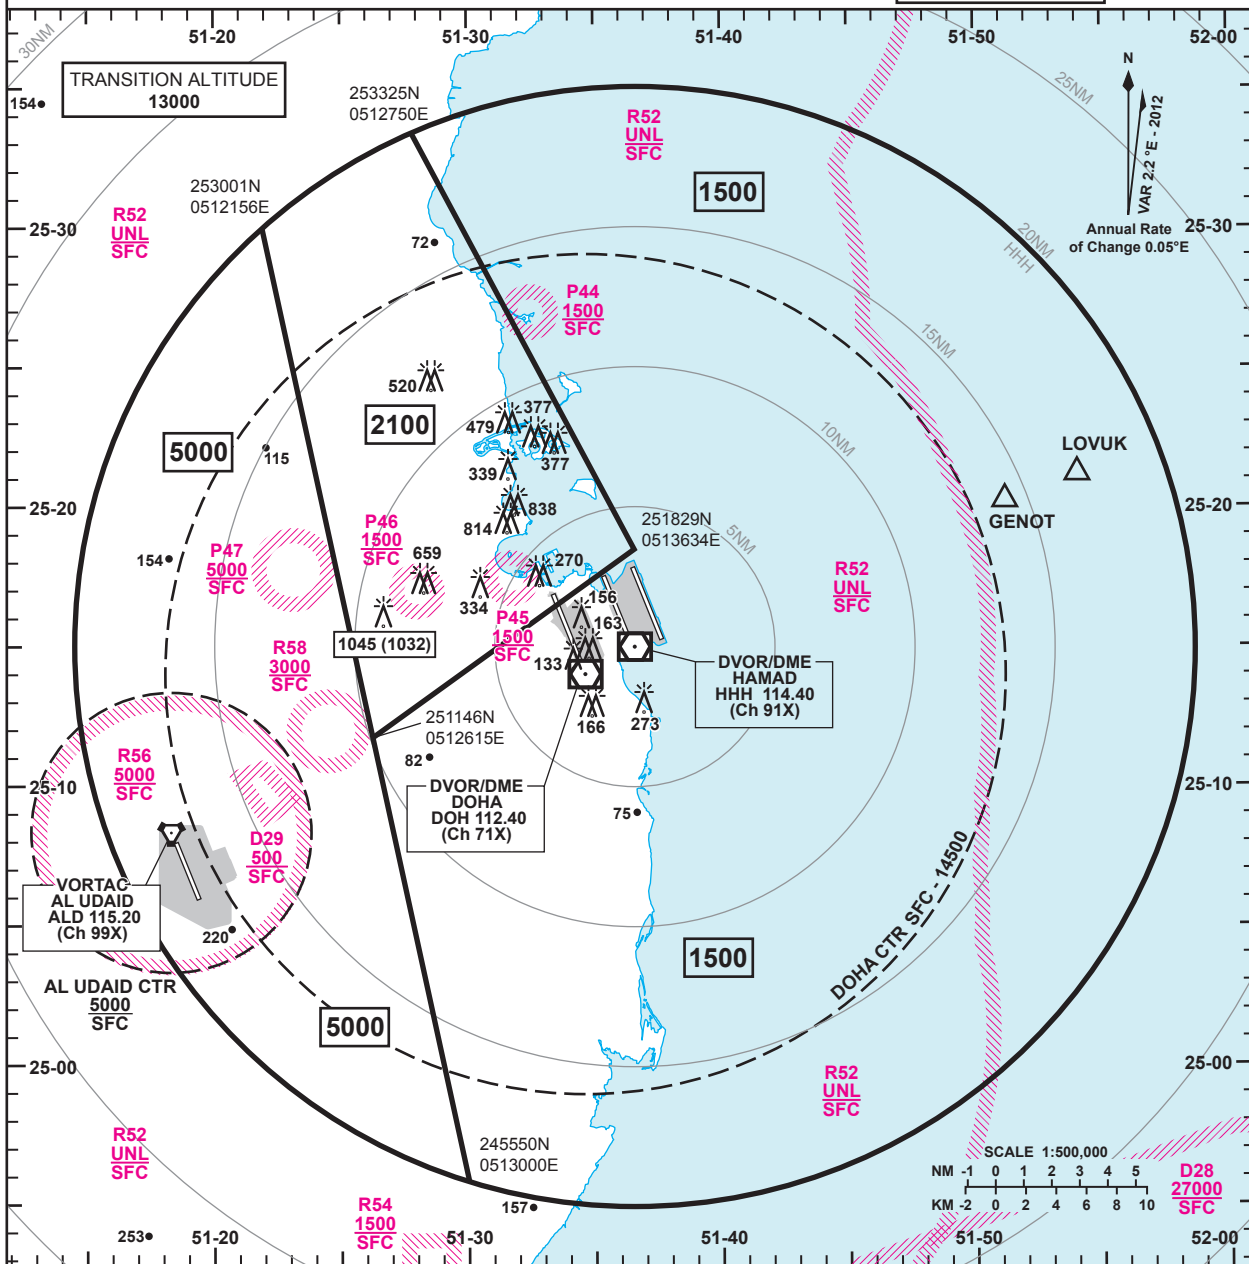 51-20
51-30
51-40
51-50
52-00
30NM
25NM
TRANSITION ALTITUDE
13000
154
253325N
0512750E
R52
UNL
SFC
N
VAR 2.2 °E - 2012
Annual Rate
of Change 0.05°E
1500
253001N
0512156E
R52
UNL
SFC
25-30
25-30
72
20NM
HHH
P44
1500
SFC
15NM
520
2100
377
479
377
10NM
5000
115
339
LOVUK
GENOT
25-20
25-20
838
814
251829N
0513634E
5NM
P46
1500
SFC
P47
5000
SFC
154
659
270
R52
UNL
SFC
334
156
P45
1500
SFC
163
1045 (1032)
133
R58
3000
SFC
DVOR/DME
HAMAD
HHH 114.40
(Ch 91X)
166
273
251146N
0512615E
82
R56
5000
SFC
25-10
25-10
DVOR/DME
DOHA
DOH 112.40
(Ch 71X)
75
D29
500
SFC
DOHA CTR SFC - 14500
VORTAC
AL UDAID
ALD 115.20
(Ch 99X)
220
1500
AL UDAID CTR
5000
SFC
5000
25-00
25-00
R52
UNL
SFC
R52
UNL
SFC
245550N
0513000E
SCALE 1:500,000
NM -1 0 1 2 3 4 5
KM -2 0 2 4 6 8 10
D28
27000
SFC
R54
1500
SFC
157
253
51-20
51-30
51-40
51-50
52-00